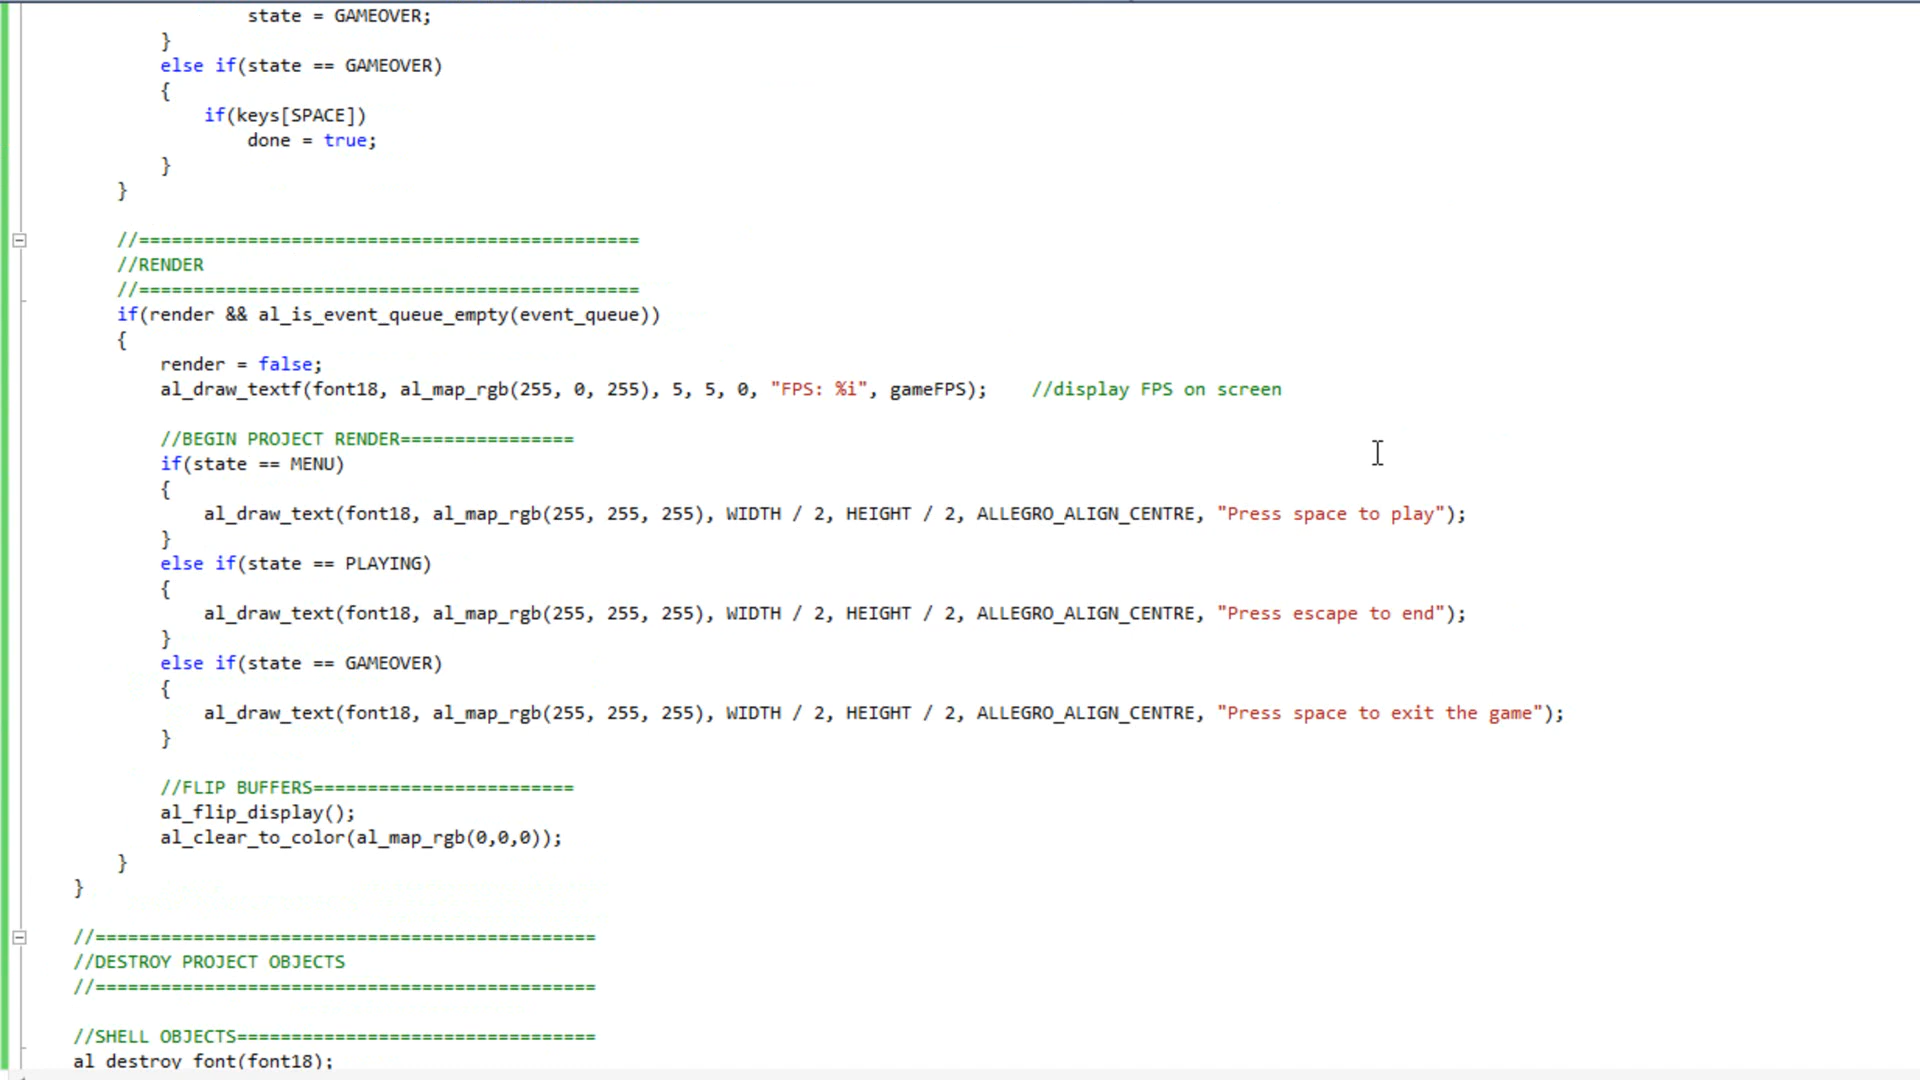 state = GAMEOVER;
}
else if(state == GAMEOVER)
{
if(keys[SPACE])
done = true;
}
}
//==============================================
//RENDER
//==============================================
if(render && al_is_event_queue_empty(event_queue))
{
render = false;
al_draw_textf(font18, al_map_rgb(255, 0, 255), 5, 5, 0, "FPS: %i", gameFPS);    //display FPS on screen
//BEGIN PROJECT RENDER================
if(state == MENU)
{
al_draw_text(font18, al_map_rgb(255, 255, 255), WIDTH / 2, HEIGHT / 2, ALLEGRO_ALIGN_CENTRE, "Press space to play");
}
else if(state == PLAYING)
{
al_draw_text(font18, al_map_rgb(255, 255, 255), WIDTH / 2, HEIGHT / 2, ALLEGRO_ALIGN_CENTRE, "Press escape to end");
}
else if(state == GAMEOVER)
{
al_draw_text(font18, al_map_rgb(255, 255, 255), WIDTH / 2, HEIGHT / 2, ALLEGRO_ALIGN_CENTRE, "Press space to exit the game");
}
//FLIP BUFFERS========================
al_flip_display();
al_clear_to_color(al_map_rgb(0,0,0));
}
}
//==============================================
//DESTROY PROJECT OBJECTS
//==============================================
//SHELL OBJECTS=================================
al_destroy_font(font18);